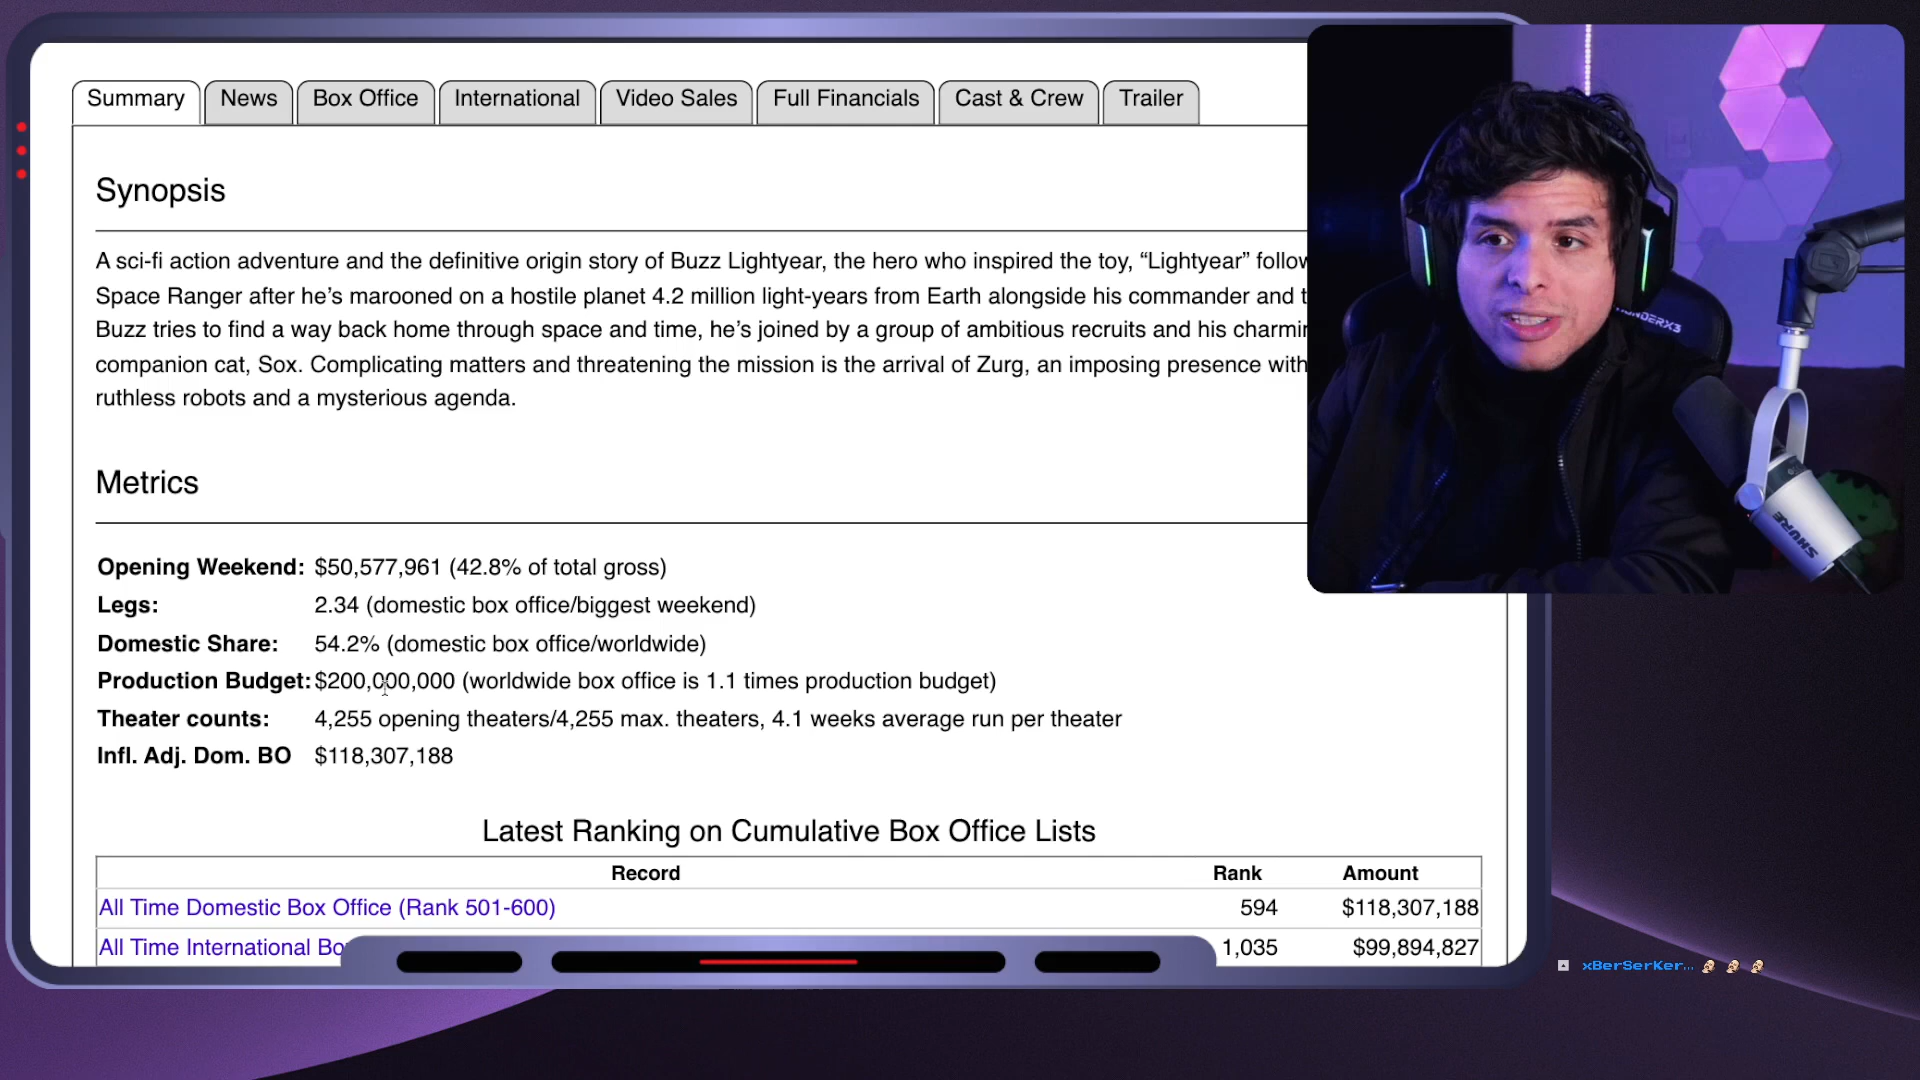 Summary News Box Office International Video Sales Full Financials Cast & Crew Trailer
Synopsis
A sci-fi action adventure and the definitive origin story of Buzz Lightyear, the hero who inspired the toy, “Lightyear” follow
Space Ranger after he’s marooned on a hostile planet 4.2 million light-years from Earth alongside his commander and t
Buzz tries to find a way back home through space and time, he’s joined by a group of ambitious recruits and his charmin
companion cat, Sox. Complicating matters and threatening the mission is the arrival of Zurg, an imposing presence with
ruthless robots and a mysterious agenda.
Metrics
Opening Weekend: $50,577,961 (42.8% of total gross)
Legs: 2.34 (domestic box office/biggest weekend)
Domestic Share: 54.2% (domestic box office/worldwide)
Production Budget: $200,000,000 (worldwide box office is 1.1 times production budget)
Theater counts: 4,255 opening theaters/4,255 max. theaters, 4.1 weeks average run per theater
Infl. Adj. Dom. BO $118,307,188
Latest Ranking on Cumulative Box Office Lists
Record Rank Amount
All Time Domestic Box Office (Rank 501-600) 594 $118,307,188
All Time International Bo 1,035 $99,894,827
SHURE
xBerSerKer...